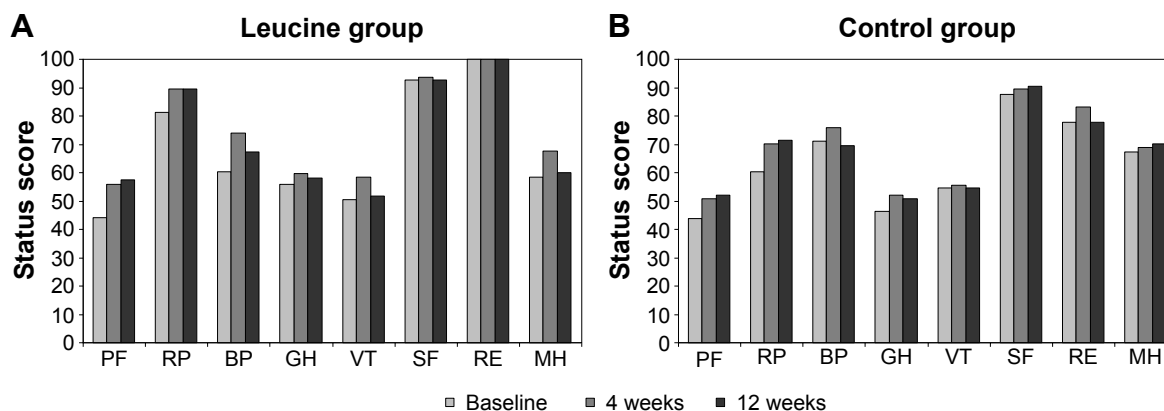 A
Leucine group
Status score
100
90
80
70
60
50
40
30
20
10
0
PF RP BP GH VT SF RE MH
B
Control group
Status score
100
90
80
70
60
50
40
30
20
10
0
PF RP BP GH VT SF RE MH
Baseline 4 weeks 12 weeks